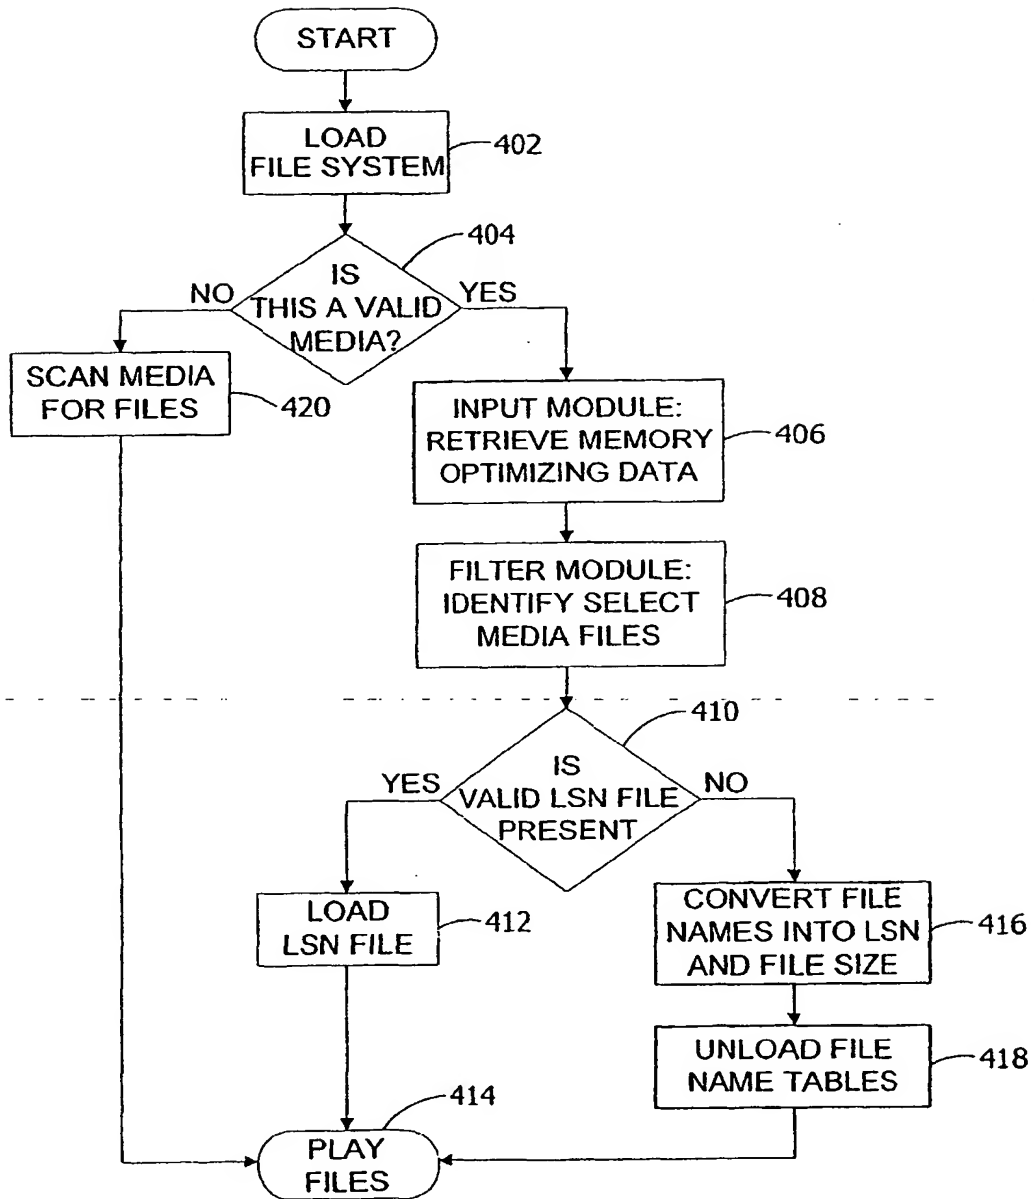 START
LOAD
FILE SYSTEM
402
404
IS
THIS A VALID
MEDIA?
NO
YES
SCAN MEDIA
FOR FILES
420
INPUT MODULE:
RETRIEVE MEMORY
OPTIMIZING DATA
406
FILTER MODULE:
IDENTIFY SELECT
MEDIA FILES
408
410
IS
VALID LSN FILE
PRESENT
YES
NO
LOAD
LSN FILE
412
CONVERT FILE
NAMES INTO LSN
AND FILE SIZE
416
UNLOAD FILE
NAME TABLES
418
414
PLAY
FILES